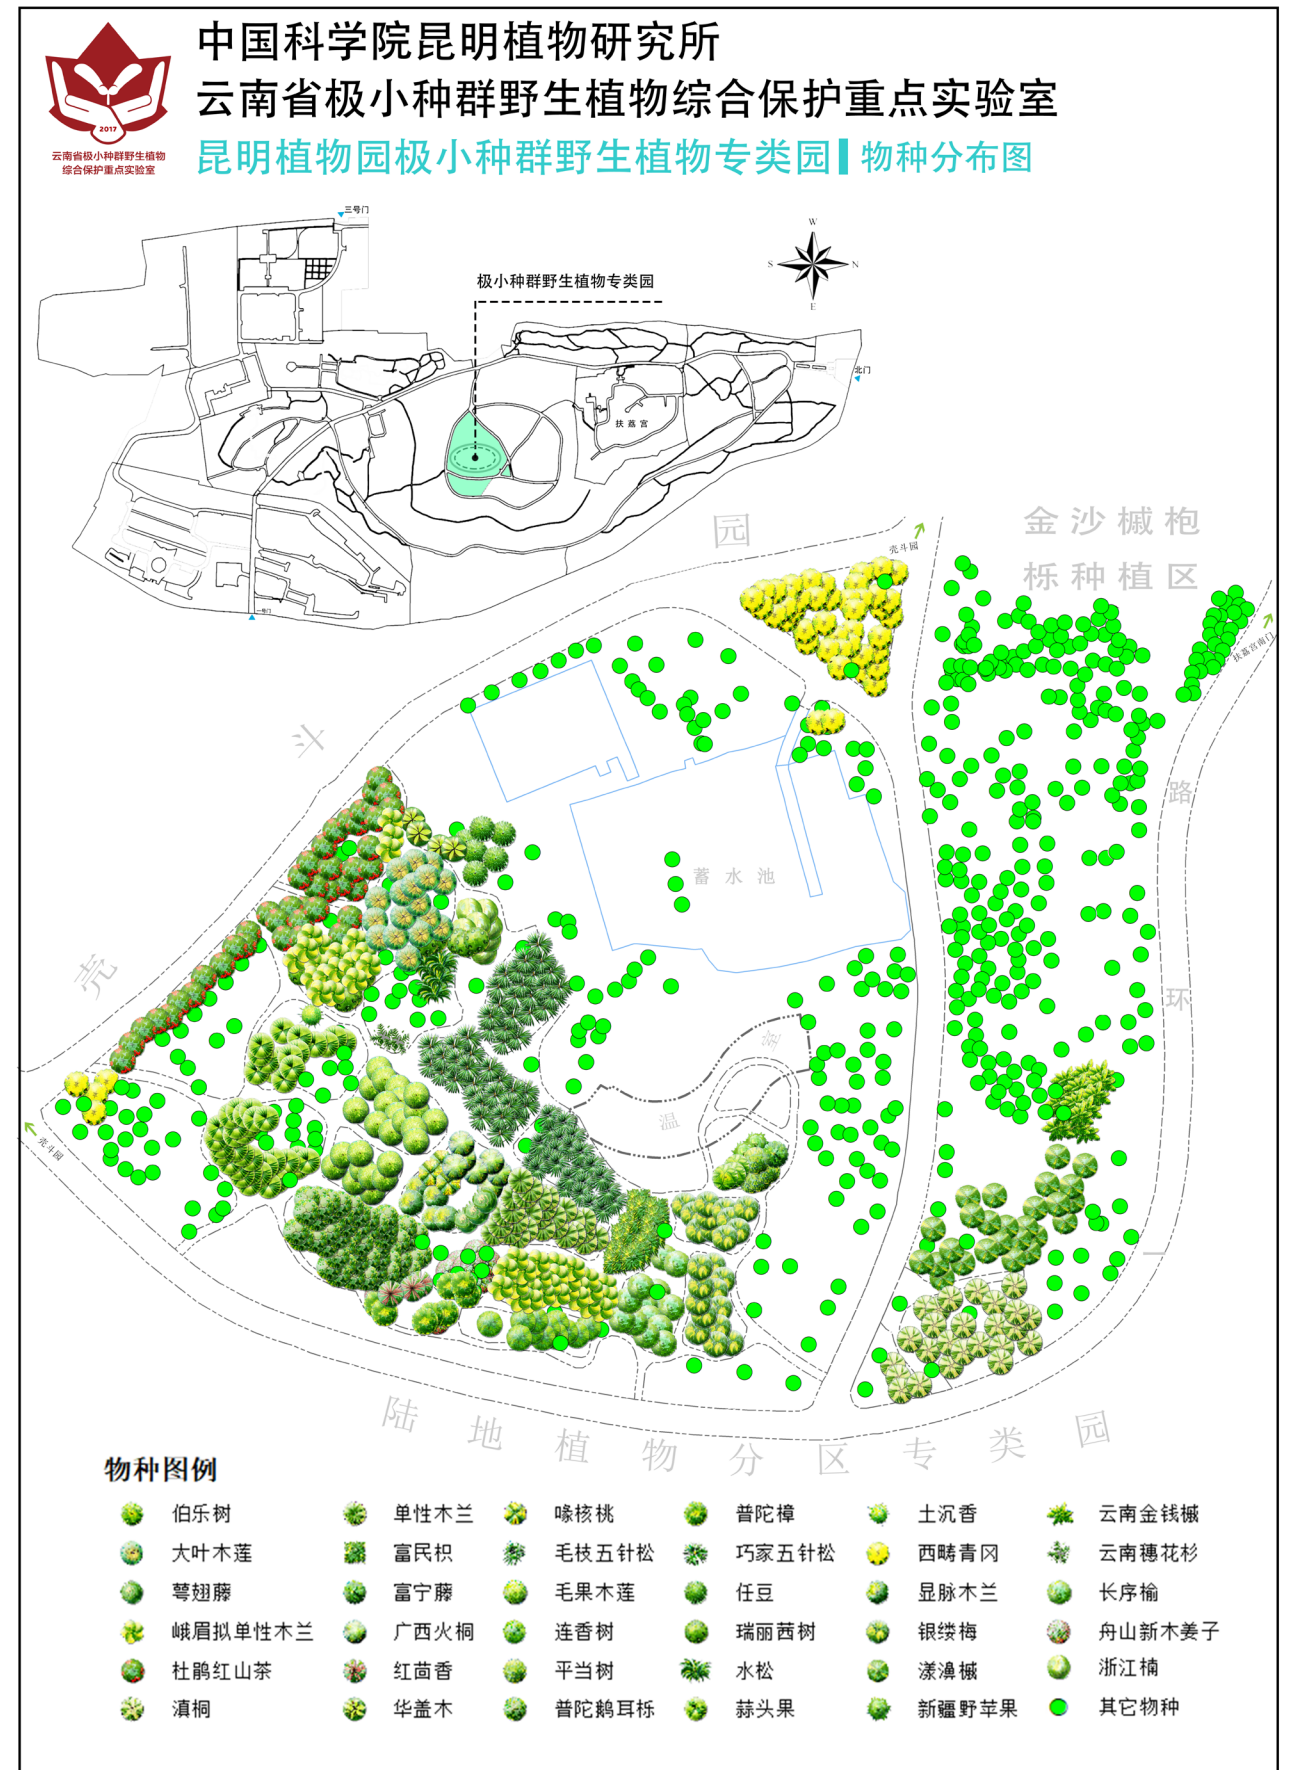 中国科学院昆明植物研究所
云南省极小种群野生植物综合保护重点实验室
昆明植物园极小种群野生植物专类园 物种分布图
2017
云南省极小种群野生植物
综合保护重点实验室
三号门
W
S
N
E
极小种群野生植物专类园
北门
扶荔宫
一号门
园
斗
壳
壳斗园
金沙槭枹
栎种植区
扶荔宫南门
路
环
一
蓄水池
室
温
壳斗园
陆地植物分区专类园
物种图例
伯乐树 单性木兰 喙核桃 普陀樟 土沉香 云南金钱槭
大叶木莲 富民枳 毛枝五针松 巧家五针松 西畴青冈 云南穗花杉
萼翅藤 富宁藤 毛果木莲 任豆 显脉木兰 长序榆
峨眉拟单性木兰 广西火桐 连香树 瑞丽茜树 银缕梅 舟山新木姜子
杜鹃红山茶 红茴香 平当树 水松 漾濞槭 浙江楠
滇桐 华盖木 普陀鹅耳枥 蒜头果 新疆野苹果 其它物种